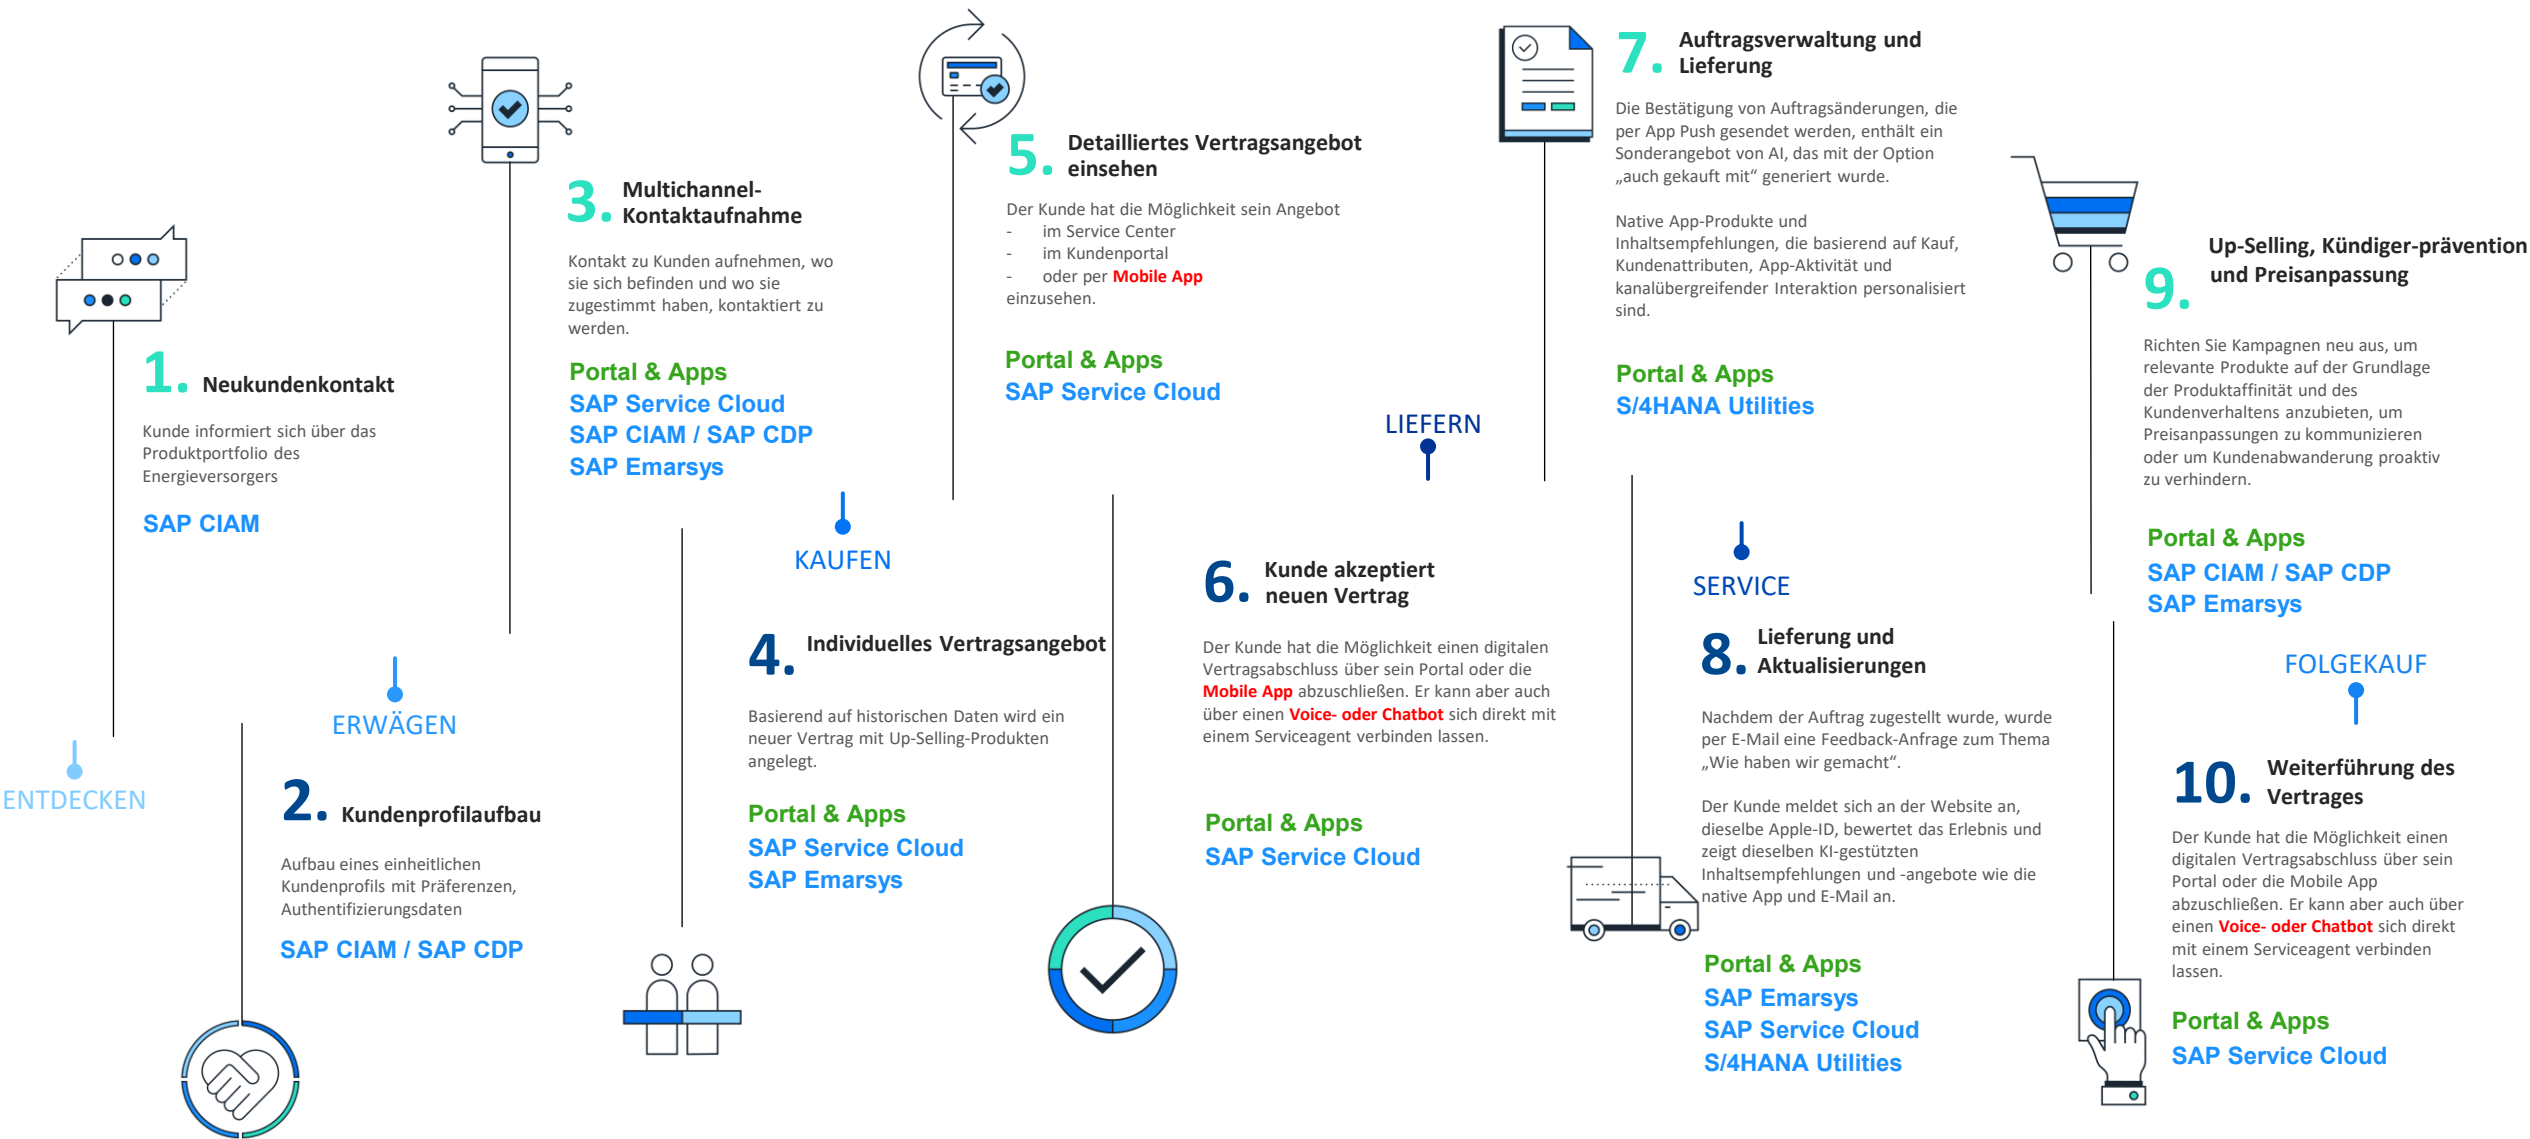 1. Neukundenkontakt
Kunde informiert sich über das
Produktportfolio des
Energieversorgers
SAP CIAM
ENTDECKEN
2. Kundenprofilaufbau
Aufbau eines einheitlichen
Kundenprofils mit Präferenzen,
Authentifizierungsdaten
SAP CIAM / SAP CDP
ERWÄGEN
3. Multichannel-
Kontaktaufnahme
Kontakt zu Kunden aufnehmen, wo
sie sich befinden und wo sie
zugestimmt haben, kontaktiert zu
werden.
Portal & Apps
SAP Service Cloud
SAP CIAM / SAP CDP
SAP Emarsys
KAUFEN
4. Individuelles Vertragsangebot
Basierend auf historischen Daten wird ein
neuer Vertrag mit Up-Selling-Produkten
angelegt.
Portal & Apps
SAP Service Cloud
SAP Emarsys
5. Detailliertes Vertragsangebot
einsehen
Der Kunde hat die Möglichkeit sein Angebot
- im Service Center
- im Kundenportal
- oder per Mobile App
einzusehen.
Portal & Apps
SAP Service Cloud
LIEFERN
6. Kunde akzeptiert
neuen Vertrag
Der Kunde hat die Möglichkeit einen digitalen
Vertragsabschluss über sein Portal oder die
Mobile App abzuschließen. Er kann aber auch
über einen Voice- oder Chatbot sich direkt mit
einem Serviceagent verbinden lassen.
Portal & Apps
SAP Service Cloud
7. Auftragsverwaltung und
Lieferung
Die Bestätigung von Auftragsänderungen, die
per App Push gesendet werden, enthält ein
Sonderangebot von AI, das mit der Option
„auch gekauft mit“ generiert wurde.
Native App-Produkte und
Inhaltsempfehlungen, die basierend auf Kauf,
Kundenattributen, App-Aktivität und
kanalübergreifender Interaktion personalisiert
sind.
Portal & Apps
S/4HANA Utilities
SERVICE
8. Lieferung und
Aktualisierungen
Nachdem der Auftrag zugestellt wurde, wurde
per E-Mail eine Feedback-Anfrage zum Thema
„Wie haben wir gemacht“.
Der Kunde meldet sich an der Website an,
dieselbe Apple-ID, bewertet das Erlebnis und
zeigt dieselben KI-gestützten
Inhaltsempfehlungen und -angebote wie die
native App und E-Mail an.
Portal & Apps
SAP Emarsys
SAP Service Cloud
S/4HANA Utilities
9. Up-Selling, Kündiger-prävention
und Preisanpassung
Richten Sie Kampagnen neu aus, um
relevante Produkte auf der Grundlage
der Produktaffinität und des
Kundenverhaltens anzubieten, um
Preisanpassungen zu kommunizieren
oder um Kundenabwanderung proaktiv
zu verhindern.
Portal & Apps
SAP CIAM / SAP CDP
SAP Emarsys
FOLGEKAUF
10. Weiterführung des
Vertrages
Der Kunde hat die Möglichkeit einen
digitalen Vertragsabschluss über sein
Portal oder die Mobile App
abzuschließen. Er kann aber auch über
einen Voice- oder Chatbot sich direkt
mit einem Serviceagent verbinden
lassen.
Portal & Apps
SAP Service Cloud